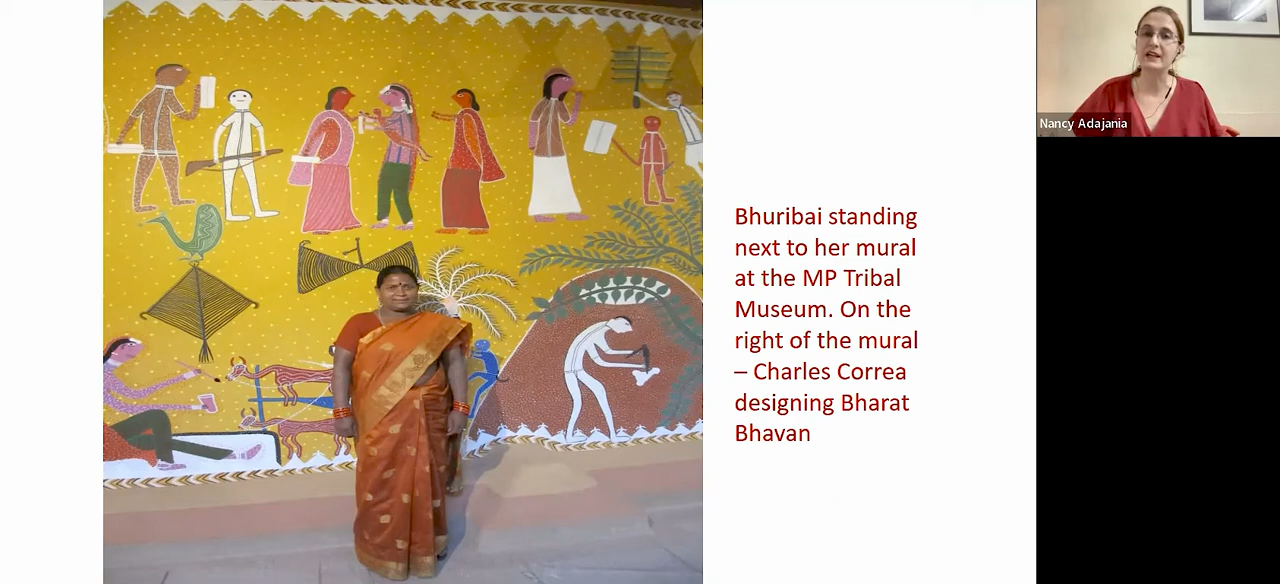 Bhuribai standing
next to her mural
at the MP Tribal
Museum. On the
right of the mural
– Charles Correa
designing Bharat
Bhavan
Nancy Adajania